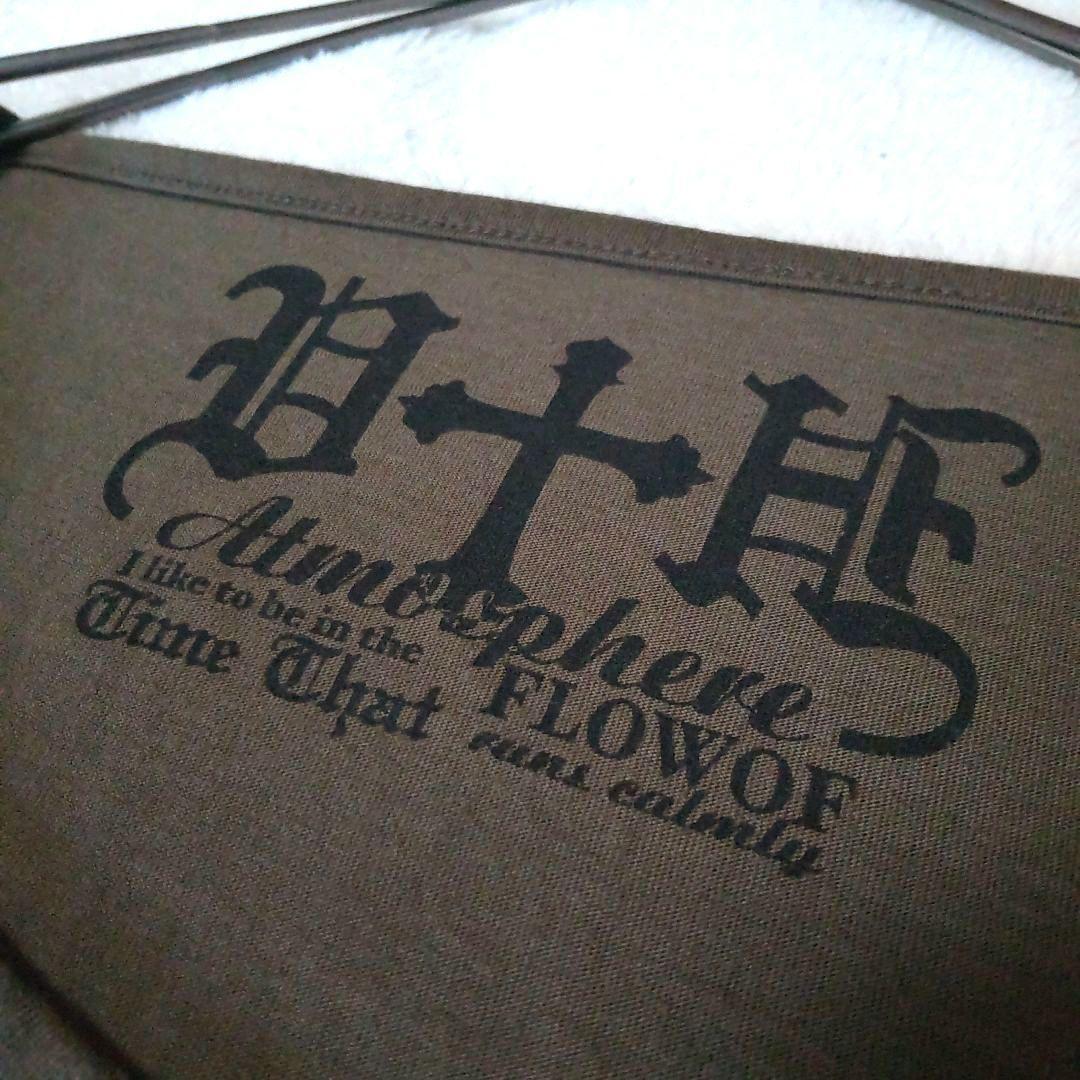 Atmosphere
I like to be in the FLOWOF
Time That runs calmly